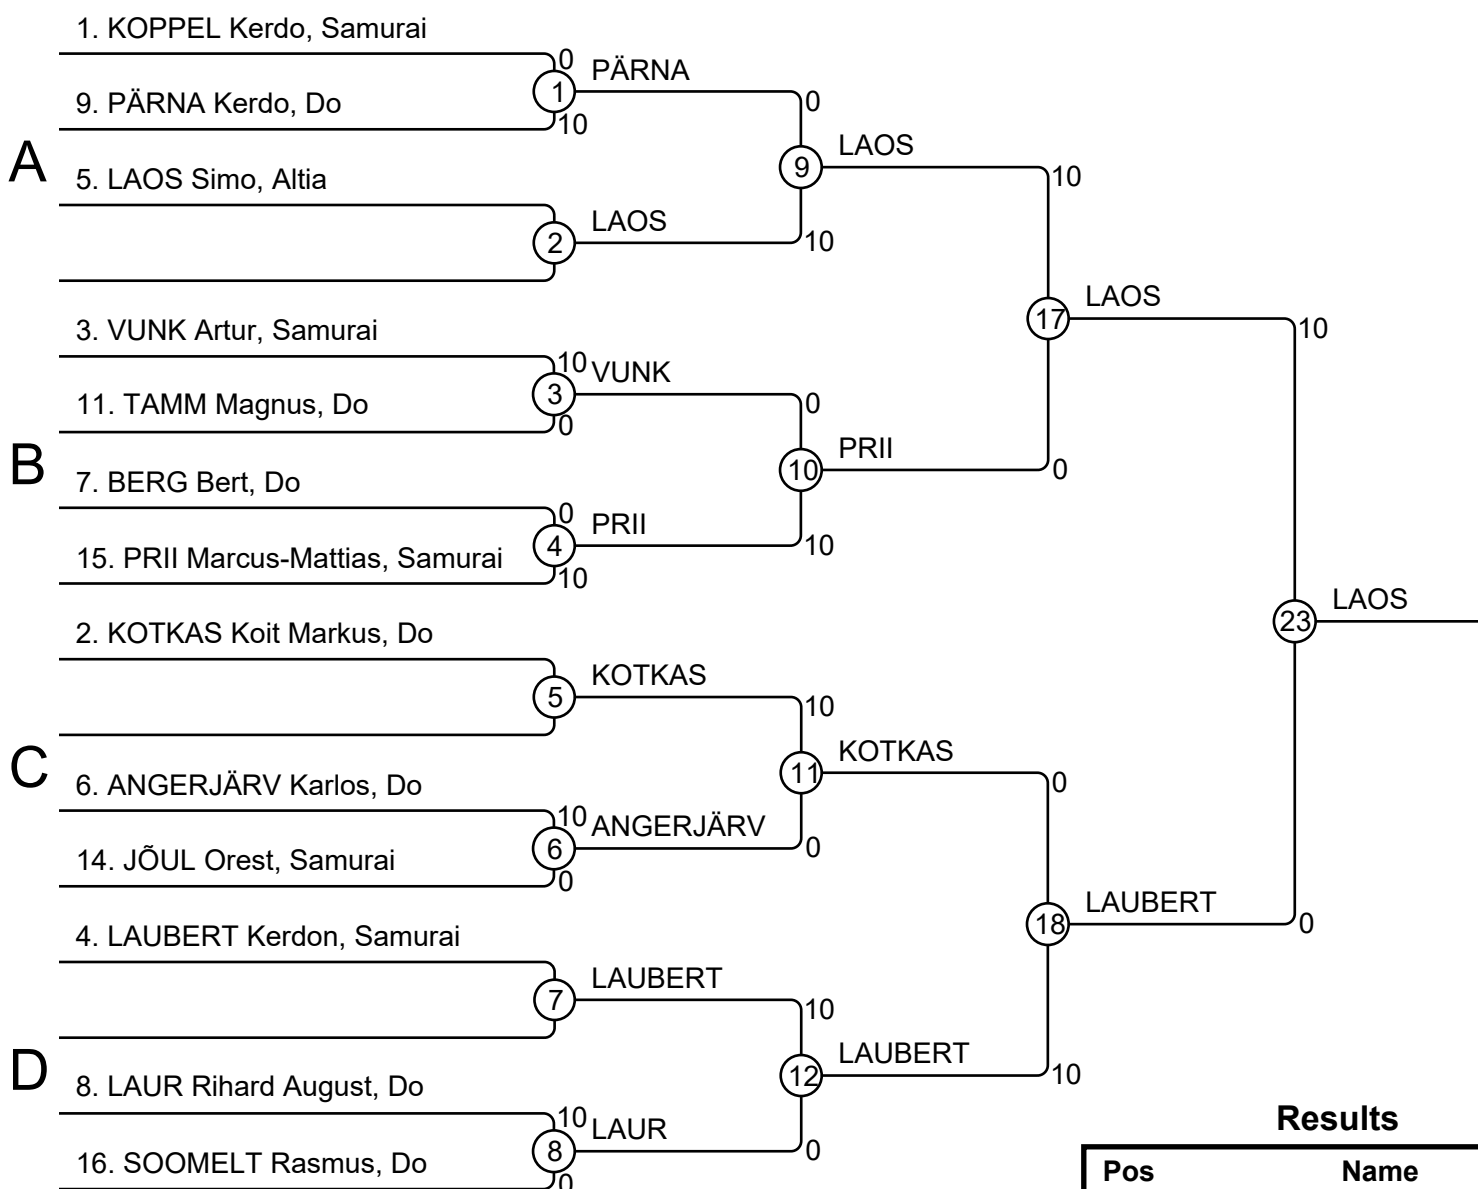 1. KOPPEL Kerdo, Samurai
0
PÄRNA
1
0
9. PÄRNA Kerdo, Do
10
LAOS
A
9
10
5. LAOS Simo, Altia
LAOS
2
10
3. VUNK Artur, Samurai
LAOS
17
10
10
VUNK
3
0
11. TAMM Magnus, Do
0
PRII
B
10
0
7. BERG Bert, Do
0
PRII
4
10
15. PRII Marcus-Mattias, Samurai
10
LAOS
23
2. KOTKAS Koit Markus, Do
KOTKAS
5
10
KOTKAS
C
11
0
6. ANGERJÄRV Karlos, Do
10
ANGERJÄRV
6
0
14. JÕUL Orest, Samurai
0
LAUBERT
18
0
4. LAUBERT Kerdon, Samurai
LAUBERT
7
10
LAUBERT
D
12
10
8. LAUR Rihard August, Do
10
LAUR
8
0
16. SOOMELT Rasmus, Do
0
Results
Pos Name